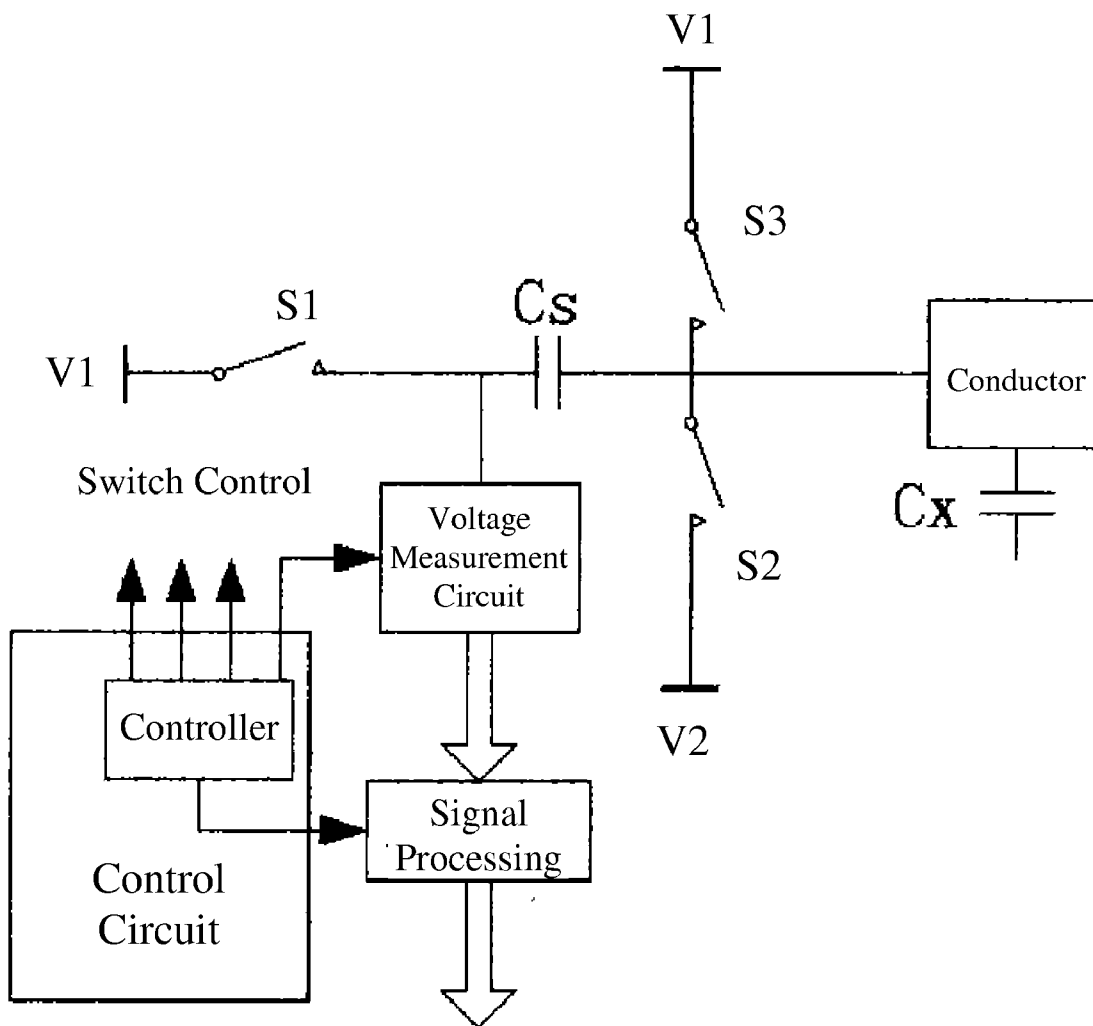 V1
S3
S1
Cs
V1
Conductor
Switch Control
Voltage
Measurement
Circuit
Cx
S2
Controller
V2
Signal
Processing
Control
Circuit